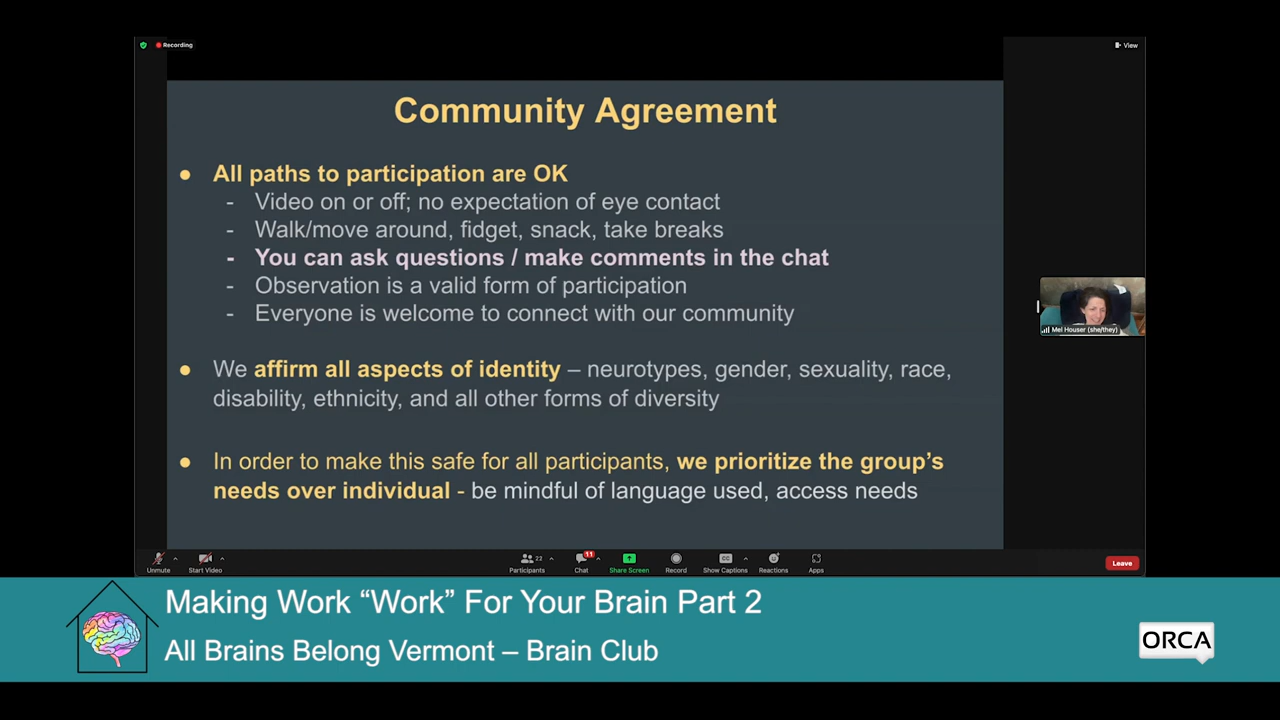 Recording
View
Community Agreement
● All paths to participation are OK
- Video on or off; no expectation of eye contact
- Walk/move around, fidget, snack, take breaks
- You can ask questions / make comments in the chat
- Observation is a valid form of participation
- Everyone is welcome to connect with our community
● We affirm all aspects of identity – neurotypes, gender, sexuality, race,
disability, ethnicity, and all other forms of diversity
● In order to make this safe for all participants, we prioritize the group's
needs over individual - be mindful of language used, access needs
Mel Houser (she/they)
Unmute
Start Video
22
Participants
11
Chat
Share Screen
Record
CC
Show Captions
Reactions
Apps
Leave
Making Work “Work” For Your Brain Part 2
All Brains Belong Vermont – Brain Club
ORCA